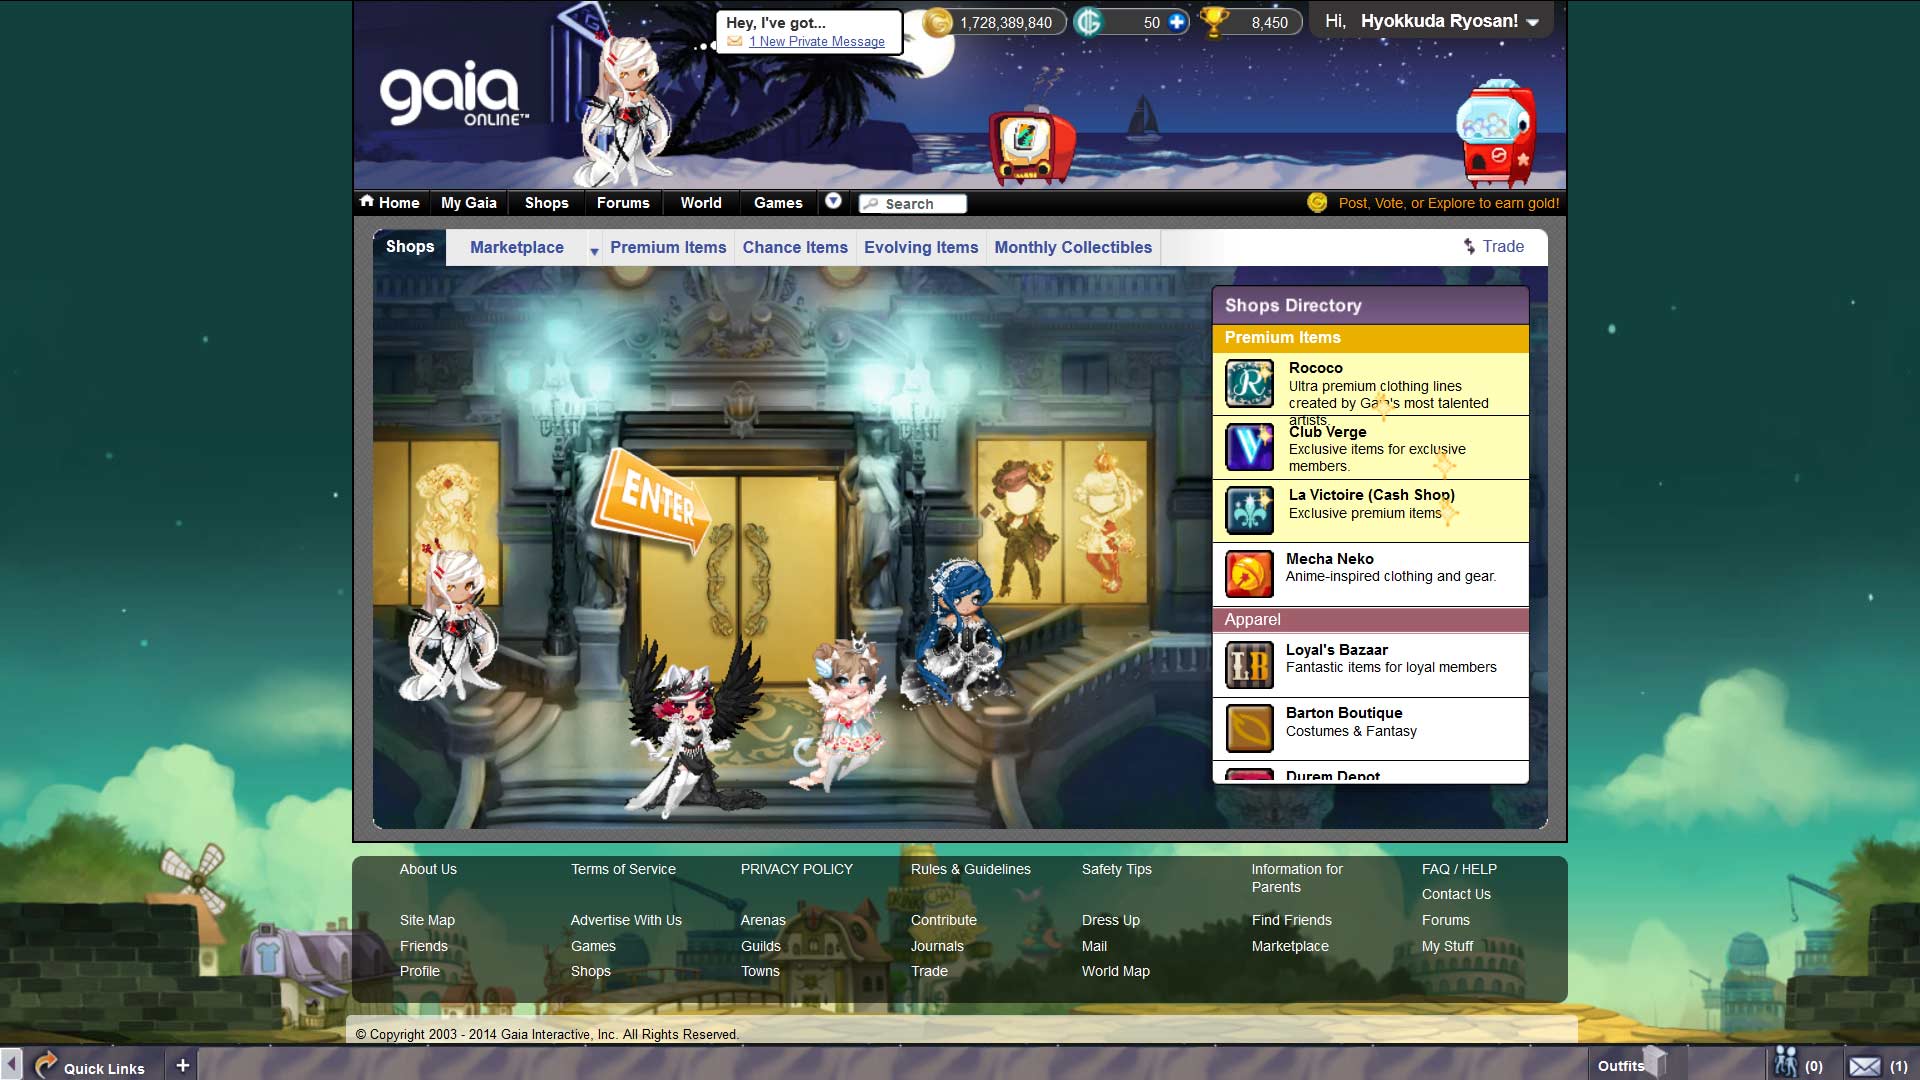 Hey, I've got...
1 New Private Message
1,728,389,840
50
8,450
Hi, Hyokkuda Ryosan!
gaia
ONLINE™
Home
My Gaia
Shops
Forums
World
Games
Search
Post, Vote, or Explore to earn gold!
Shops
Marketplace
Premium Items
Chance Items
Evolving Items
Monthly Collectibles
Trade
ENTER
Shops Directory
Premium Items
Rococo
Ultra premium clothing lines
created by Gaia's most talented
artists.
Club Verge
Exclusive items for exclusive
members.
La Victoire (Cash Shop)
Exclusive premium items
Mecha Neko
Anime-inspired clothing and gear.
Apparel
Loyal's Bazaar
Fantastic items for loyal members
LB
Barton Boutique
Costumes & Fantasy
Durem Depot
About Us
Terms of Service
PRIVACY POLICY
Rules & Guidelines
Safety Tips
Information for
Parents
FAQ / HELP
Contact Us
Site Map
Advertise With Us
Arenas
Contribute
Dress Up
Find Friends
Forums
Friends
Games
Guilds
Journals
Mail
Marketplace
My Stuff
Profile
Shops
Towns
Trade
World Map
© Copyright 2003 - 2014 Gaia Interactive, Inc. All Rights Reserved.
Quick Links
+
Outfits
(0)
(1)